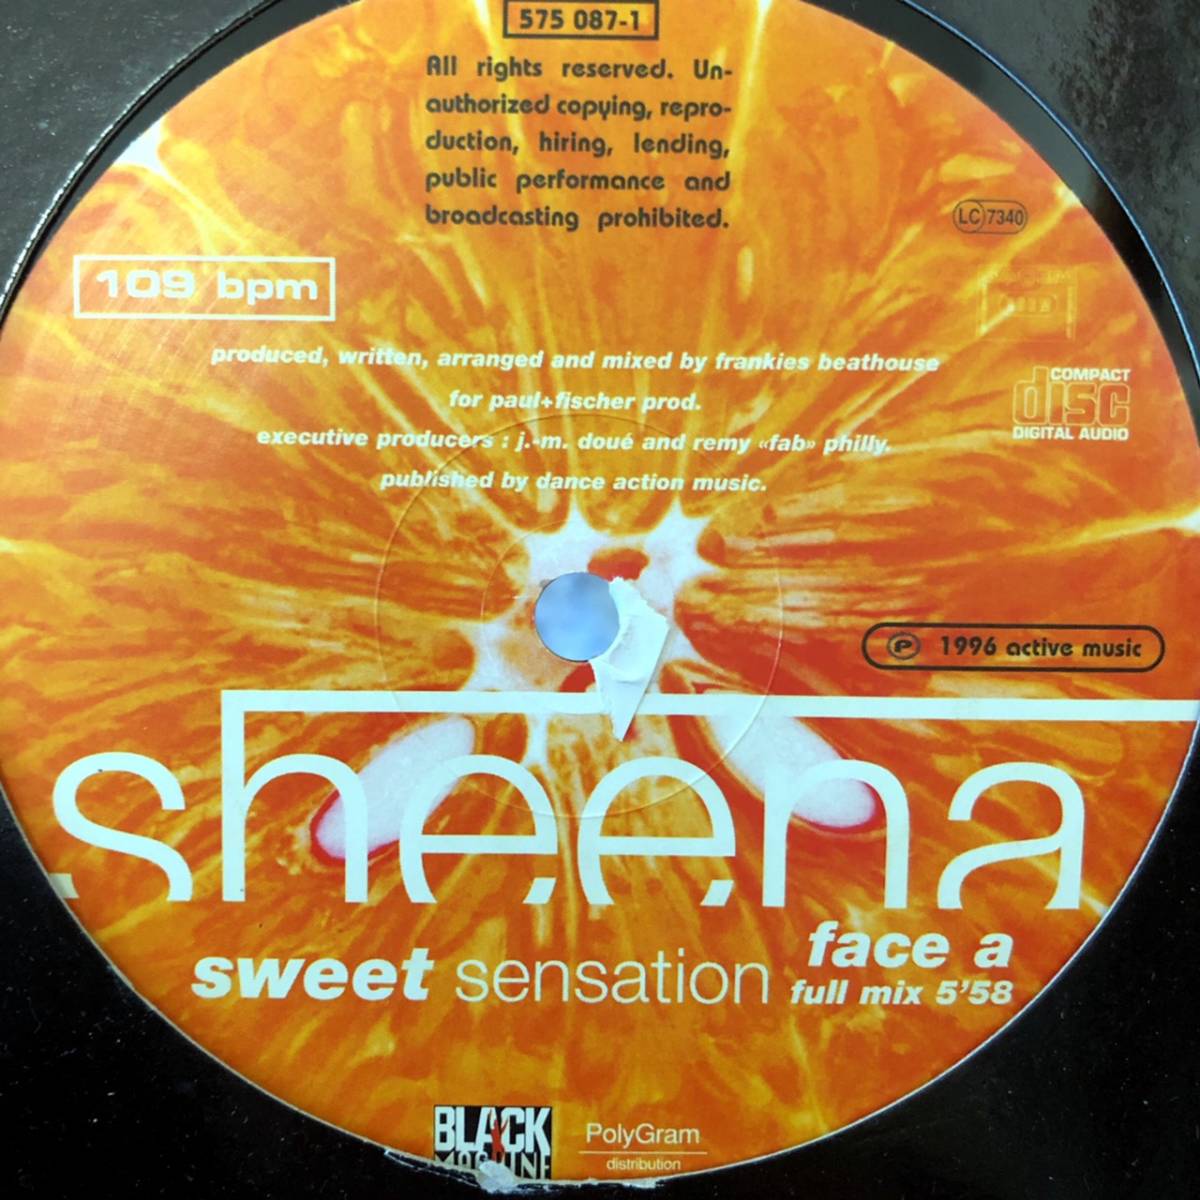 575 087-1
All rights reserved. Un-
authorized copying, repro-
duction, hiring, lending,
public performance and
broadcasting prohibited.
LC 7340
109 bpm
produced, written, arranged and mixed by frankies beathouse
for paul+fischer prod.
executive producers : j.-m. doué and remy «fab» philly.
published by dance action music.
COMPACT
disc
DIGITAL AUDIO
℗ 1996 active music
sheena
sweet sensation
face a
full mix 5'58
BLACK
MACHINE
PolyGram
distribution